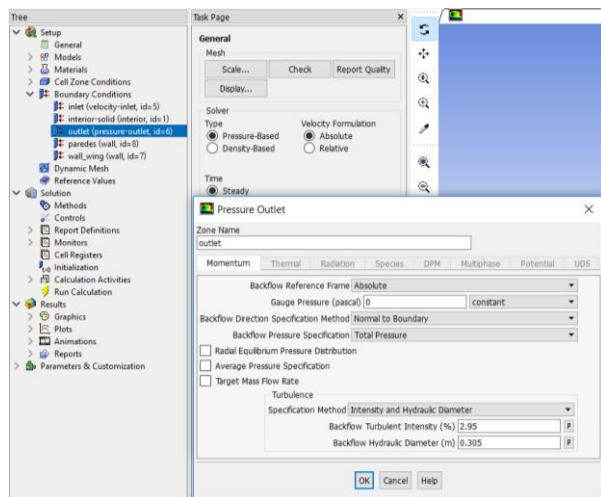 Tree
Setup
General
Models
Materials
Cell Zone Conditions
Boundary Conditions
inlet (velocity-inlet, id=5)
interior-solid (interior, id=1)
outlet (pressure-outlet, id=6)
paredes (wall, id=8)
wall_wing (wall, id=7)
Dynamic Mesh
Reference Values
Solution
Methods
Controls
Report Definitions
Monitors
Cell Registers
Initialization
Calculation Activities
Run Calculation
Results
Graphics
Plots
Animations
Reports
Parameters & Customization
Task Page
General
Mesh
Scale... Check Report Quality
Display...
Solver
Type Velocity Formulation
Pressure-Based Absolute
Density-Based Relative
Time
Steady
Pressure Outlet
Zone Name
outlet
Momentum Thermal Radiation Species DPM Multiphase Potential UDS
Backflow Reference Frame Absolute
Gauge Pressure (pascal) 0 constant
Backflow Direction Specification Method Normal to Boundary
Backflow Pressure Specification Total Pressure
Radial Equilibrium Pressure Distribution
Average Pressure Specification
Target Mass Flow Rate
Turbulence
Specification Method Intensity and Hydraulic Diameter
Backflow Turbulent Intensity (%) 2.95 P
Backflow Hydraulic Diameter (m) 0.305 P
OK Cancel Help